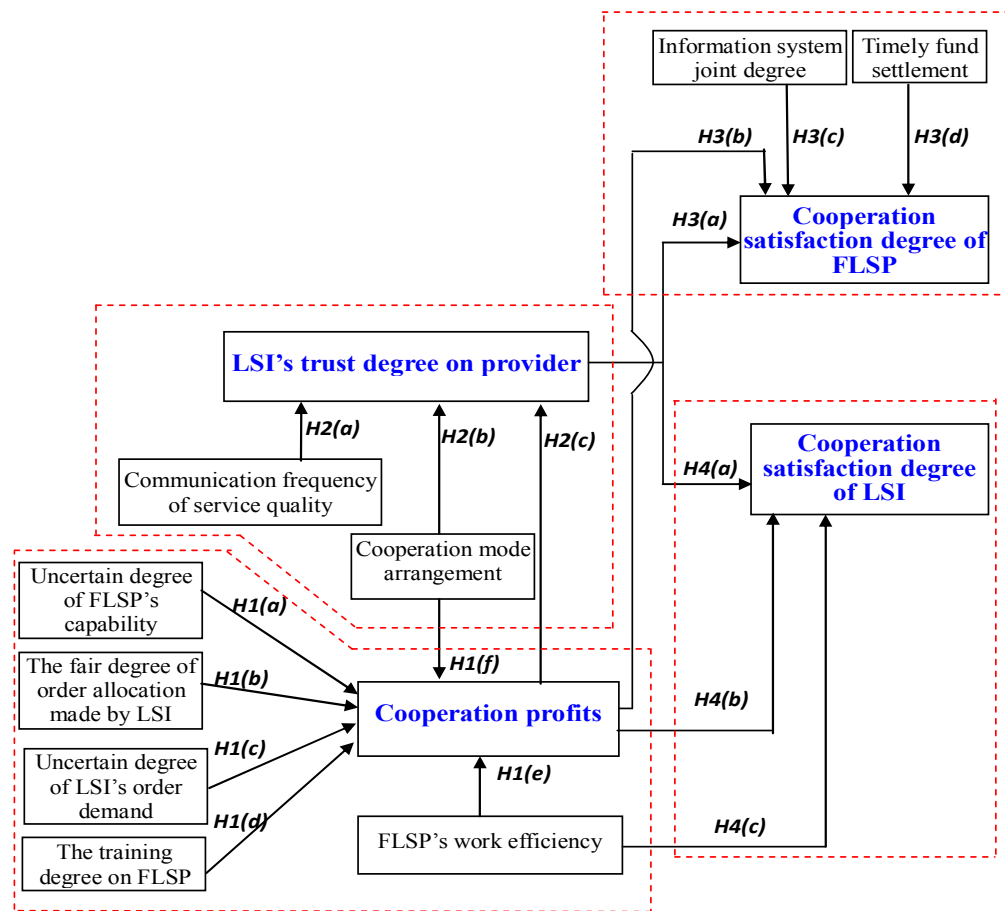 Information system
joint degree
Timely fund
settlement
H3(b)
H3(c)
H3(d)
H3(a)
Cooperation
satisfaction degree of
FLSP
LSI's trust degree on provider
H2(a)
H2(b)
H2(c)
Communication frequency
of service quality
Cooperation mode
arrangement
H4(a)
Cooperation
satisfaction degree
of LSI
Uncertain degree
of FLSP's
capability
H1(a)
The fair degree of
order allocation
made by LSI
H1(b)
H1(f)
Cooperation profits
H4(b)
Uncertain degree
of LSI's order
demand
H1(c)
H1(d)
H1(e)
The training
degree on FLSP
FLSP's work efficiency
H4(c)